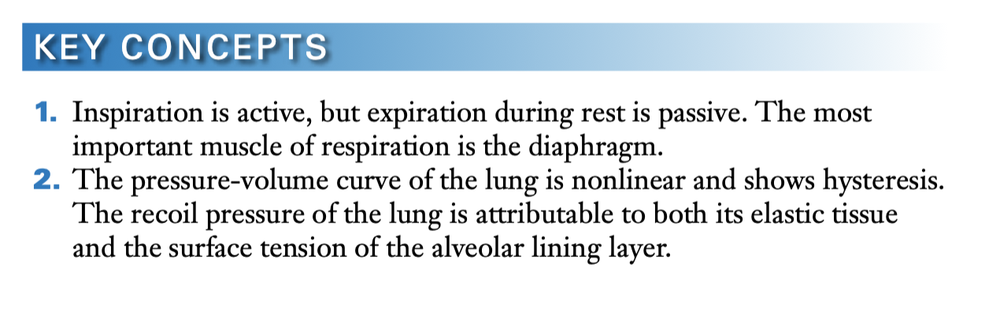 KEY CONCEPTS
1. Inspiration is active, but expiration during rest is passive. The most
important muscle of respiration is the diaphragm.
2. The pressure-volume curve of the lung is nonlinear and shows hysteresis.
The recoil pressure of the lung is attributable to both its elastic tissue
and the surface tension of the alveolar lining layer.